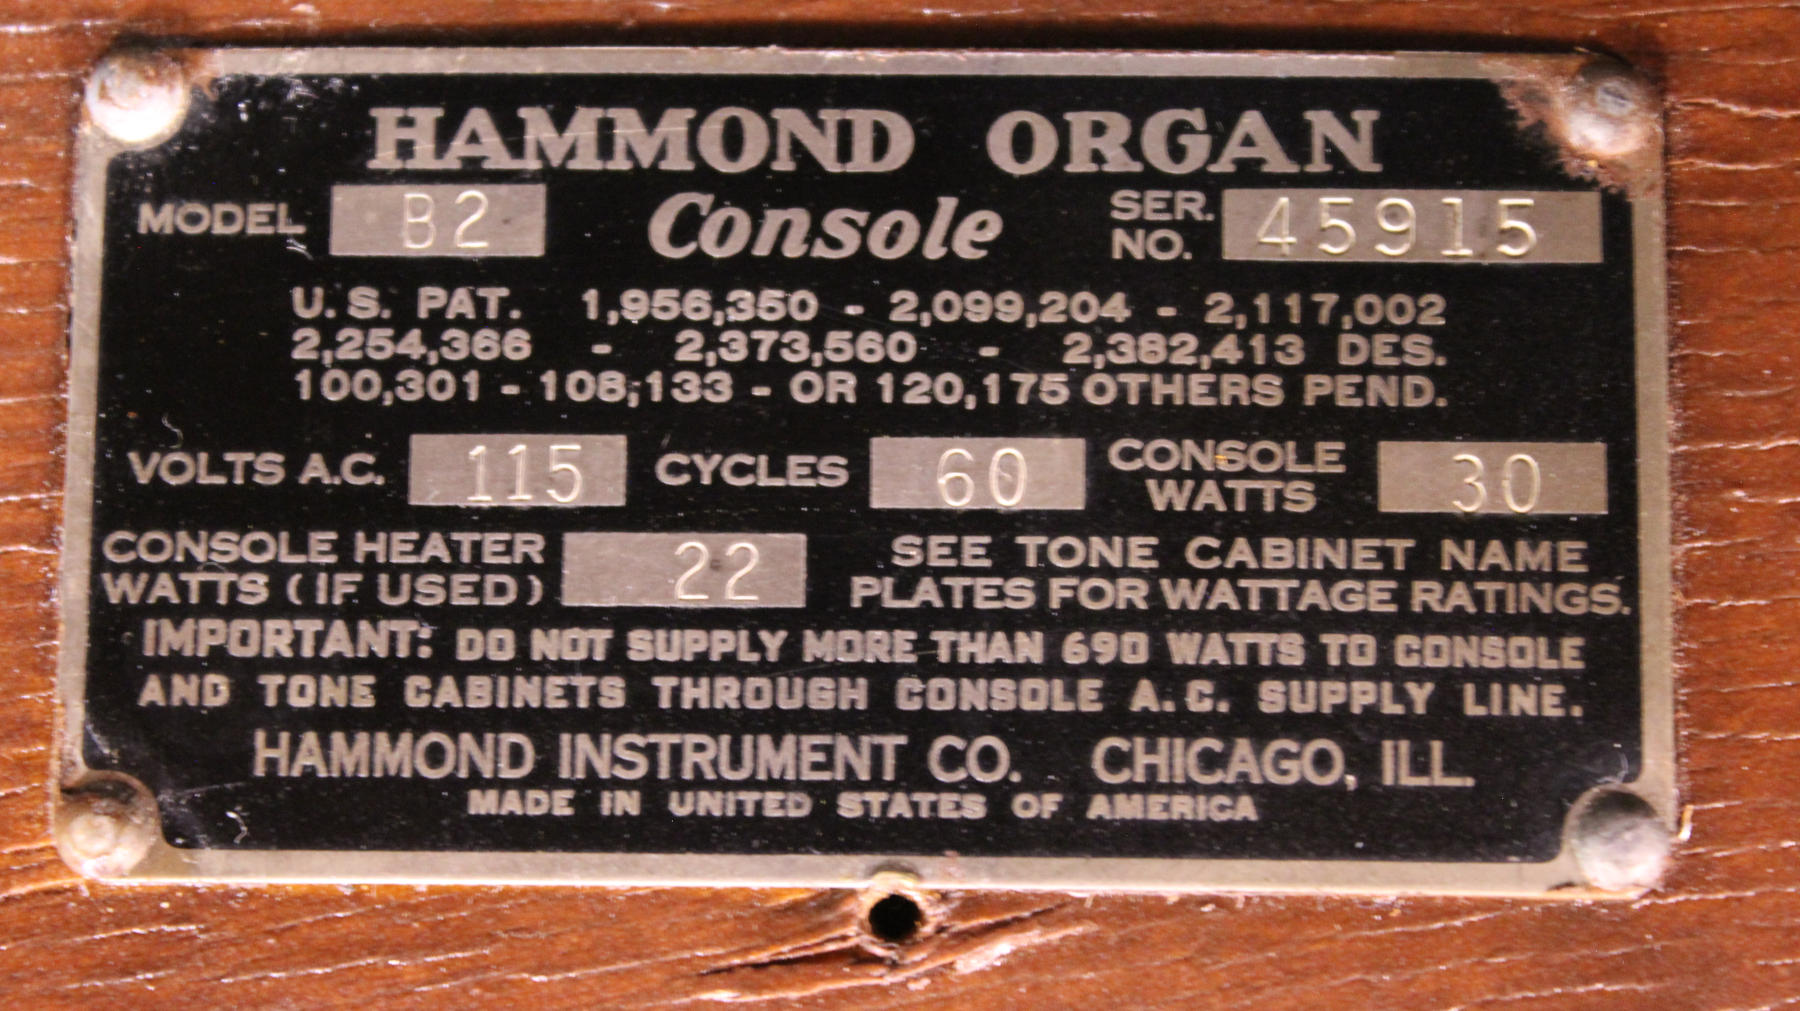 HAMMOND ORGAN
MODEL B2 Console SER. NO. 45915
U.S. PAT. 1,956,350 - 2,099,204 - 2,117,002
2,254,366 - 2,373,560 - 2,382,413 DES.
100,301 - 108,133 - OR 120,175 OTHERS PEND.
VOLTS A.C. 115 CYCLES 60 CONSOLE WATTS 30
CONSOLE HEATER WATTS (IF USED) 22
SEE TONE CABINET NAME
PLATES FOR WATTAGE RATINGS.
IMPORTANT: DO NOT SUPPLY MORE THAN 690 WATTS TO CONSOLE
AND TONE CABINETS THROUGH CONSOLE A.C. SUPPLY LINE.
HAMMOND INSTRUMENT CO. CHICAGO, ILL.
MADE IN UNITED STATES OF AMERICA